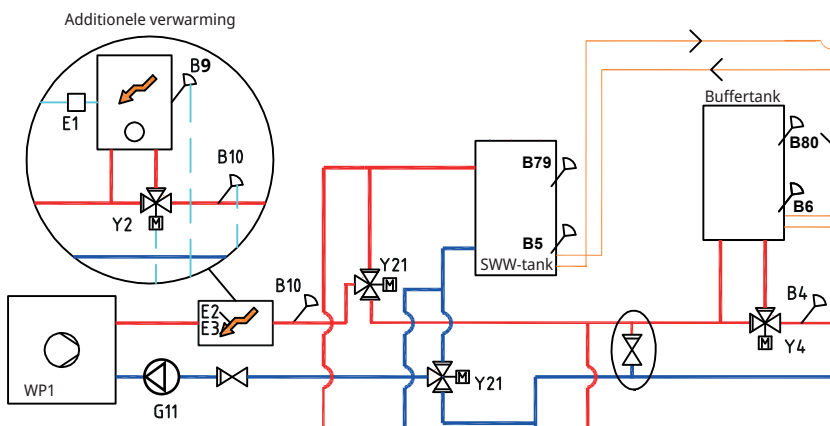 Additionele verwarming
B9
E1
B10
Y2
M
Buffertank
B80
B79
B6
B5
SWW-tank
Y21
M
B10
E2
E3
B4
M
Y4
WP1
G11
M
Y21